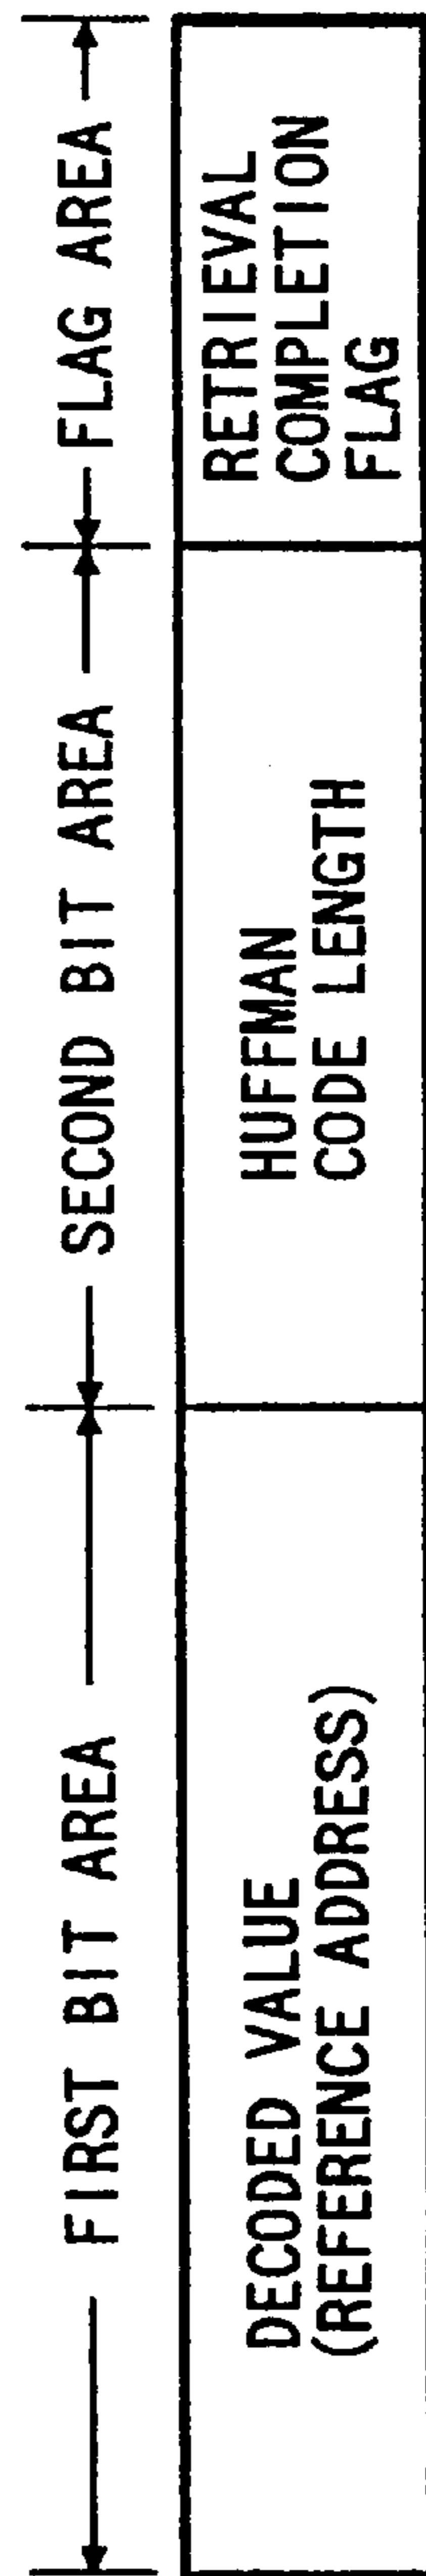 FIRST BIT AREA
SECOND BIT AREA
FLAG AREA
DECODED VALUE
(REFERENCE ADDRESS)
HUFFMAN
CODE LENGTH
RETRIEVAL
COMPLETION
FLAG